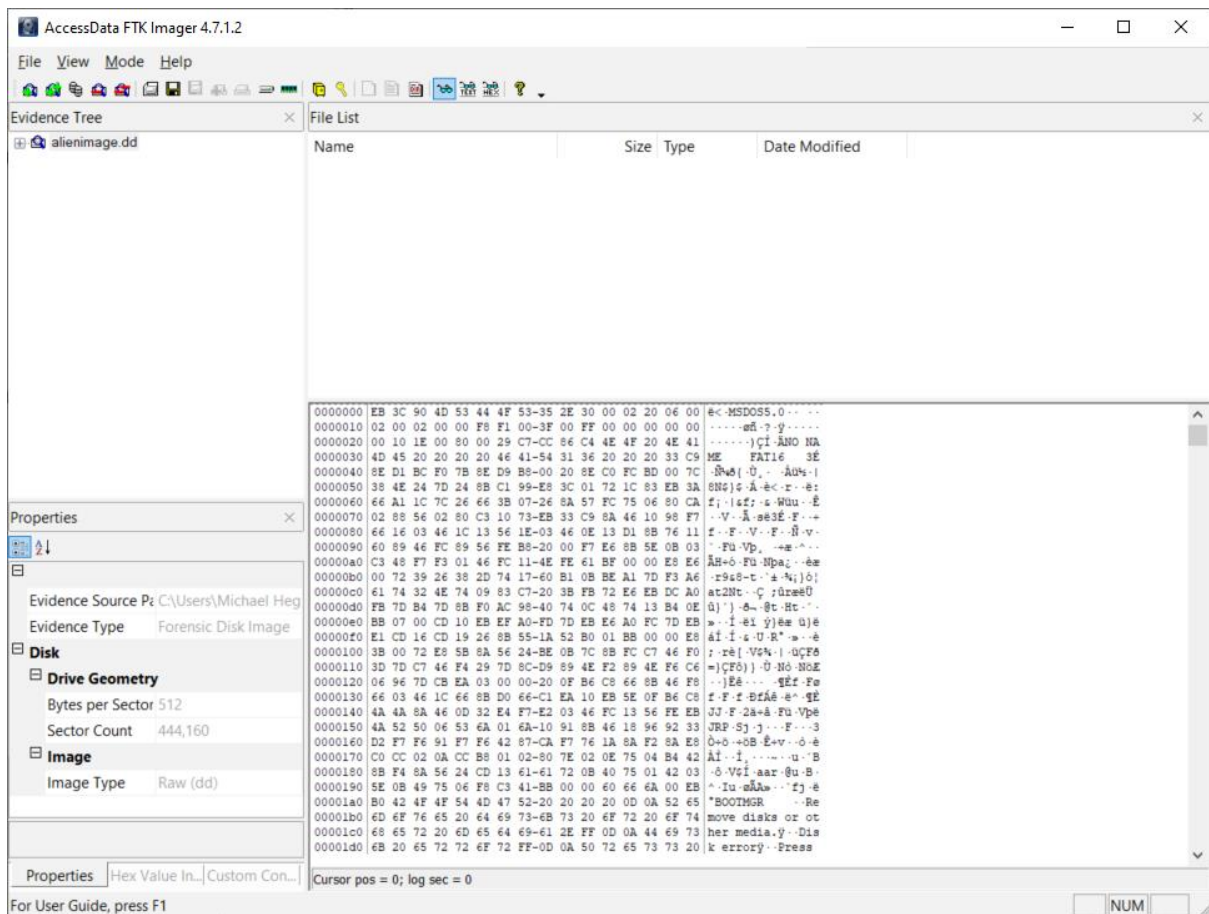 AccessData FTK Imager 4.7.1.2
File View Mode Help
Evidence Tree
File List
alienimage.dd
Name Size Type Date Modified
0000000 EB 3C 90 4D 53 44 4F 53-35 2E 30 00 02 20 06 00
0000010 02 00 02 00 00 F8 F1 00-3F 00 FF 00 00 00 00 00
0000020 00 10 1E 00 80 00 29 C7-CC 86 C4 4E 4F 20 4E 41
0000030 4D 45 20 20 20 20 46 41-54 31 36 20 20 20 33 C9
0000040 8E D1 BC F0 7B 8E D9 B8-00 20 8E C0 FC BD 00 7C
0000050 38 4E 24 7D 24 8B C1 99-E8 3C 01 72 1C 83 EB 3A
0000060 66 A1 1C 7C 26 66 3B 07-26 8A 57 FC 75 06 80 CA
0000070 02 88 56 02 80 C3 10 73-EB 33 C9 8A 46 10 98 F7
0000080 66 16 03 46 1C 13 56 1E-03 46 0E 13 D1 8B 76 11
0000090 60 89 46 FC 89 56 FE B8-20 00 F7 E6 8B 5E 0B 03
00000a0 C3 48 F7 F3 01 46 FC 11-4E FE 61 BF 00 00 E8 E6
00000b0 00 72 39 26 38 2D 74 17-60 B1 0B BE A1 7D F3 A6
00000c0 61 74 32 4E 74 09 83 C7-20 3B FB 72 E6 EB DC A0
00000d0 FB 7D B4 7D 8B F0 AC 98-40 74 0C 48 74 13 B4 0E
00000e0 BB 07 00 CD 10 EB EF A0-FD 7D EB E6 A0 FC 7D EB
00000f0 E1 CD 16 CD 19 26 8B 55-1A 52 B0 01 BB 00 00 E8
0000100 3B 00 72 E8 5B 8A 56 24-BE 0B 7C 8B FC C7 46 F0
0000110 3D 7D C7 46 F4 29 7D 8C-D9 89 4E F2 89 4E F6 C6
0000120 06 96 7D CB EA 03 00 00-20 0F B6 C8 66 8B 46 F8
0000130 66 03 46 1C 66 8B D0 66-C1 EA 10 EB 5E 0F B6 C8
0000140 4A 4A 8A 46 0D 32 E4 F7-E2 03 46 FC 13 56 FE EB
0000150 4A 52 50 06 53 6A 01 6A-10 91 8B 46 18 96 92 33
0000160 D2 F7 F6 91 F7 F6 42 87-CA F7 76 1A 8A F2 8A E8
0000170 C0 CC 02 0A CC B8 01 02-80 7E 02 0E 75 04 B4 42
0000180 8B F4 8A 56 24 CD 13 61-61 72 0B 40 75 01 42 03
0000190 5E 0B 49 75 06 F8 C3 41-BB 00 00 60 66 6A 00 EB
00001a0 B0 42 4F 4F 54 4D 47 52-20 20 20 20 0D 0A 52 65
00001b0 6D 6F 76 65 20 64 69 73-6B 73 20 6F 72 20 6F 74
00001c0 68 65 72 20 6D 65 64 69-61 2E FF 0D 0A 44 69 73
00001d0 6B 20 65 72 72 6F 72 FF-0D 0A 50 72 65 73 73 20
Properties
Evidence Source Pa C:\Users\Michael Heg
Evidence Type Forensic Disk Image
Disk
Drive Geometry
Bytes per Sector 512
Sector Count 444,160
Image
Image Type Raw (dd)
Properties Hex Value In... Custom Con...
Cursor pos = 0; log sec = 0
For User Guide, press F1
NUM